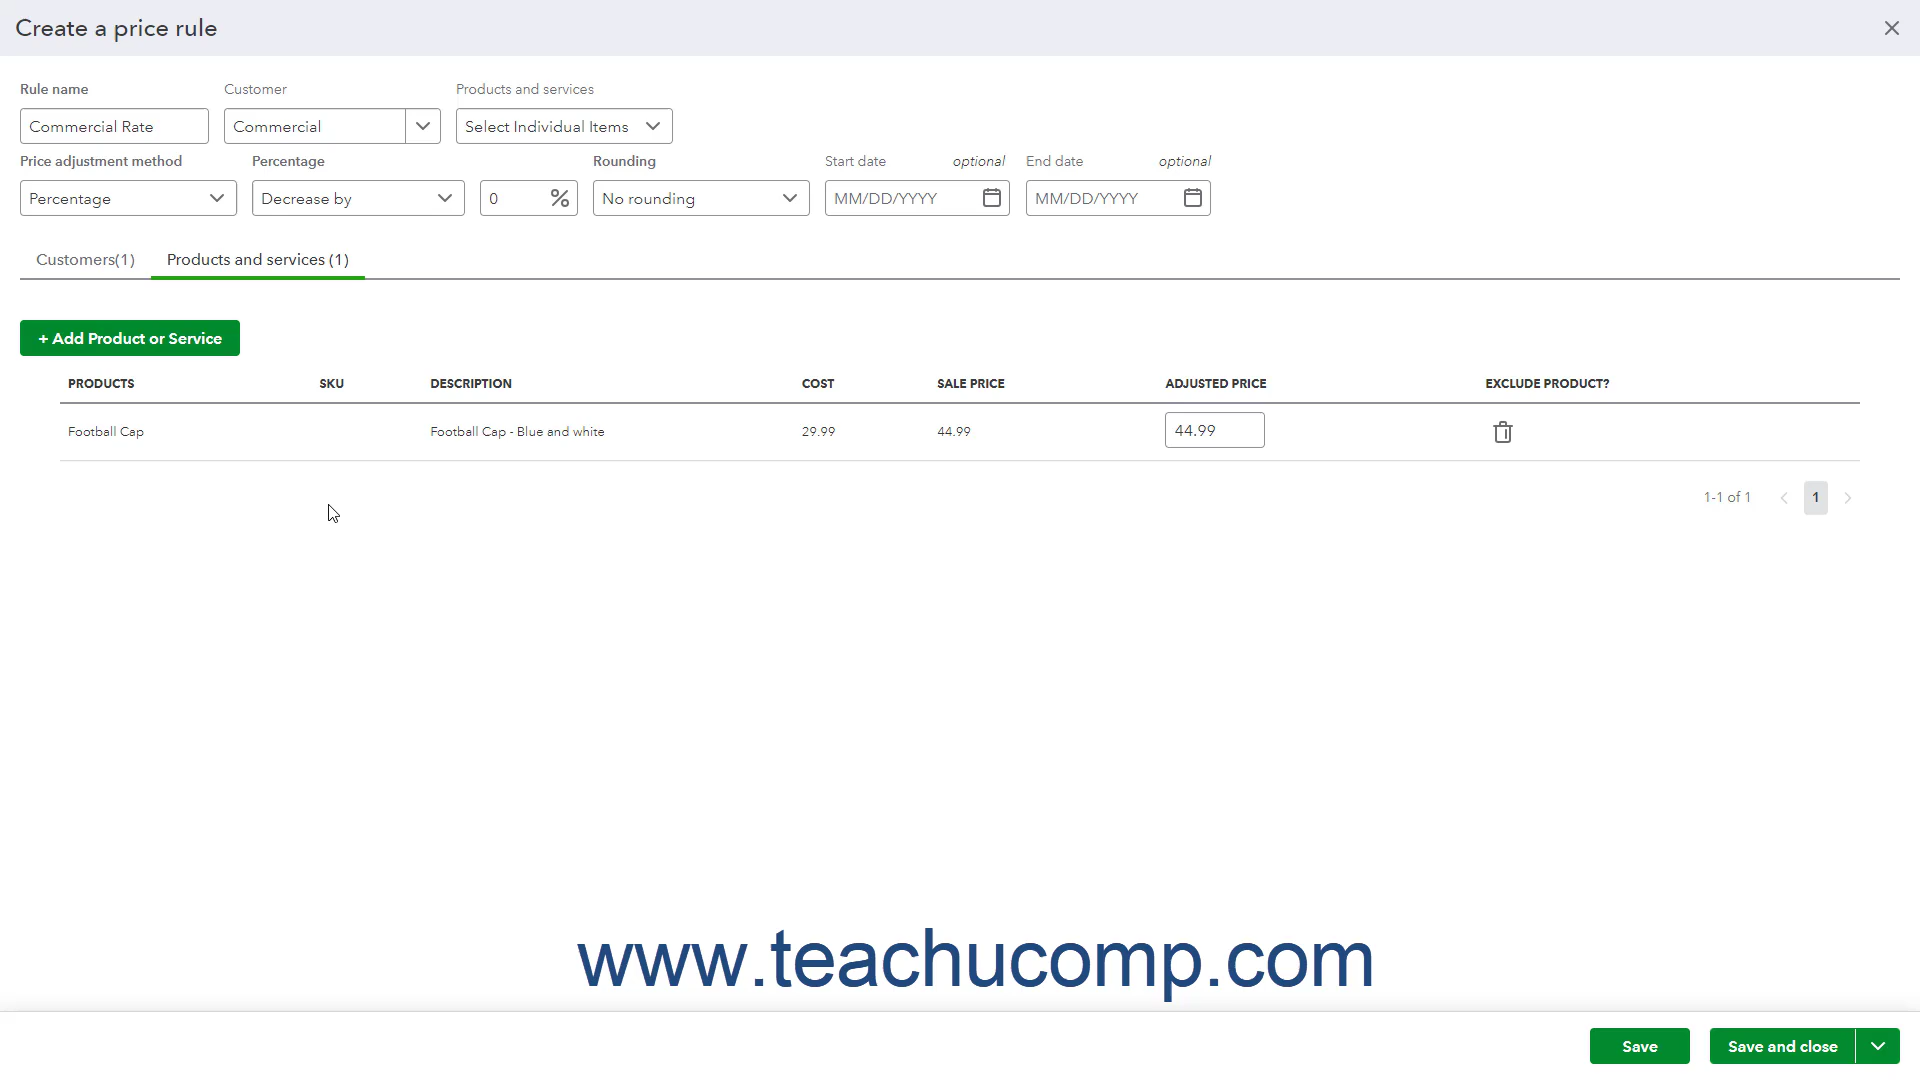 Create a price rule
Rule name Customer Products and services
Commercial Rate Commercial Select Individual Items
Price adjustment method Percentage Rounding Start date optional End date optional
Percentage Decrease by 0 % No rounding MM/DD/YYYY MM/DD/YYYY
Customers(1) Products and services (1)
+ Add Product or Service
PRODUCTS SKU DESCRIPTION COST SALE PRICE ADJUSTED PRICE EXCLUDE PRODUCT?
Football Cap Football Cap - Blue and white 29.99 44.99 44.99
1-1 of 1 1
www.teachucomp.com
Save Save and close